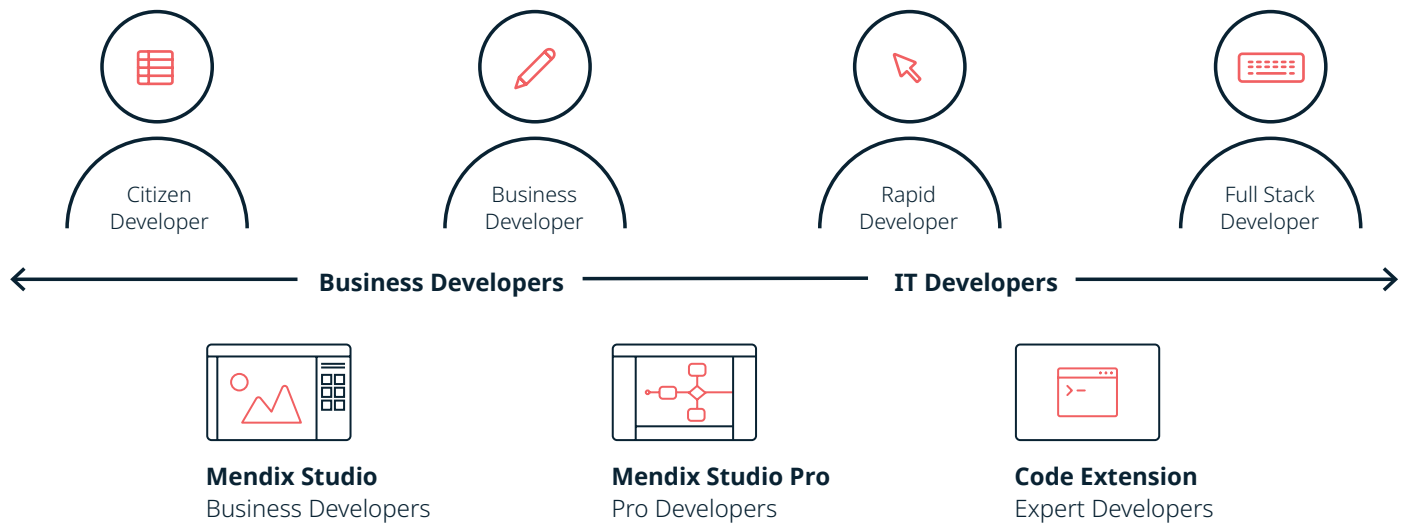 Citizen
Developer
Business
Developer
Rapid
Developer
Full Stack
Developer
Business Developers
IT Developers
Mendix Studio
Business Developers
Mendix Studio Pro
Pro Developers
Code Extension
Expert Developers